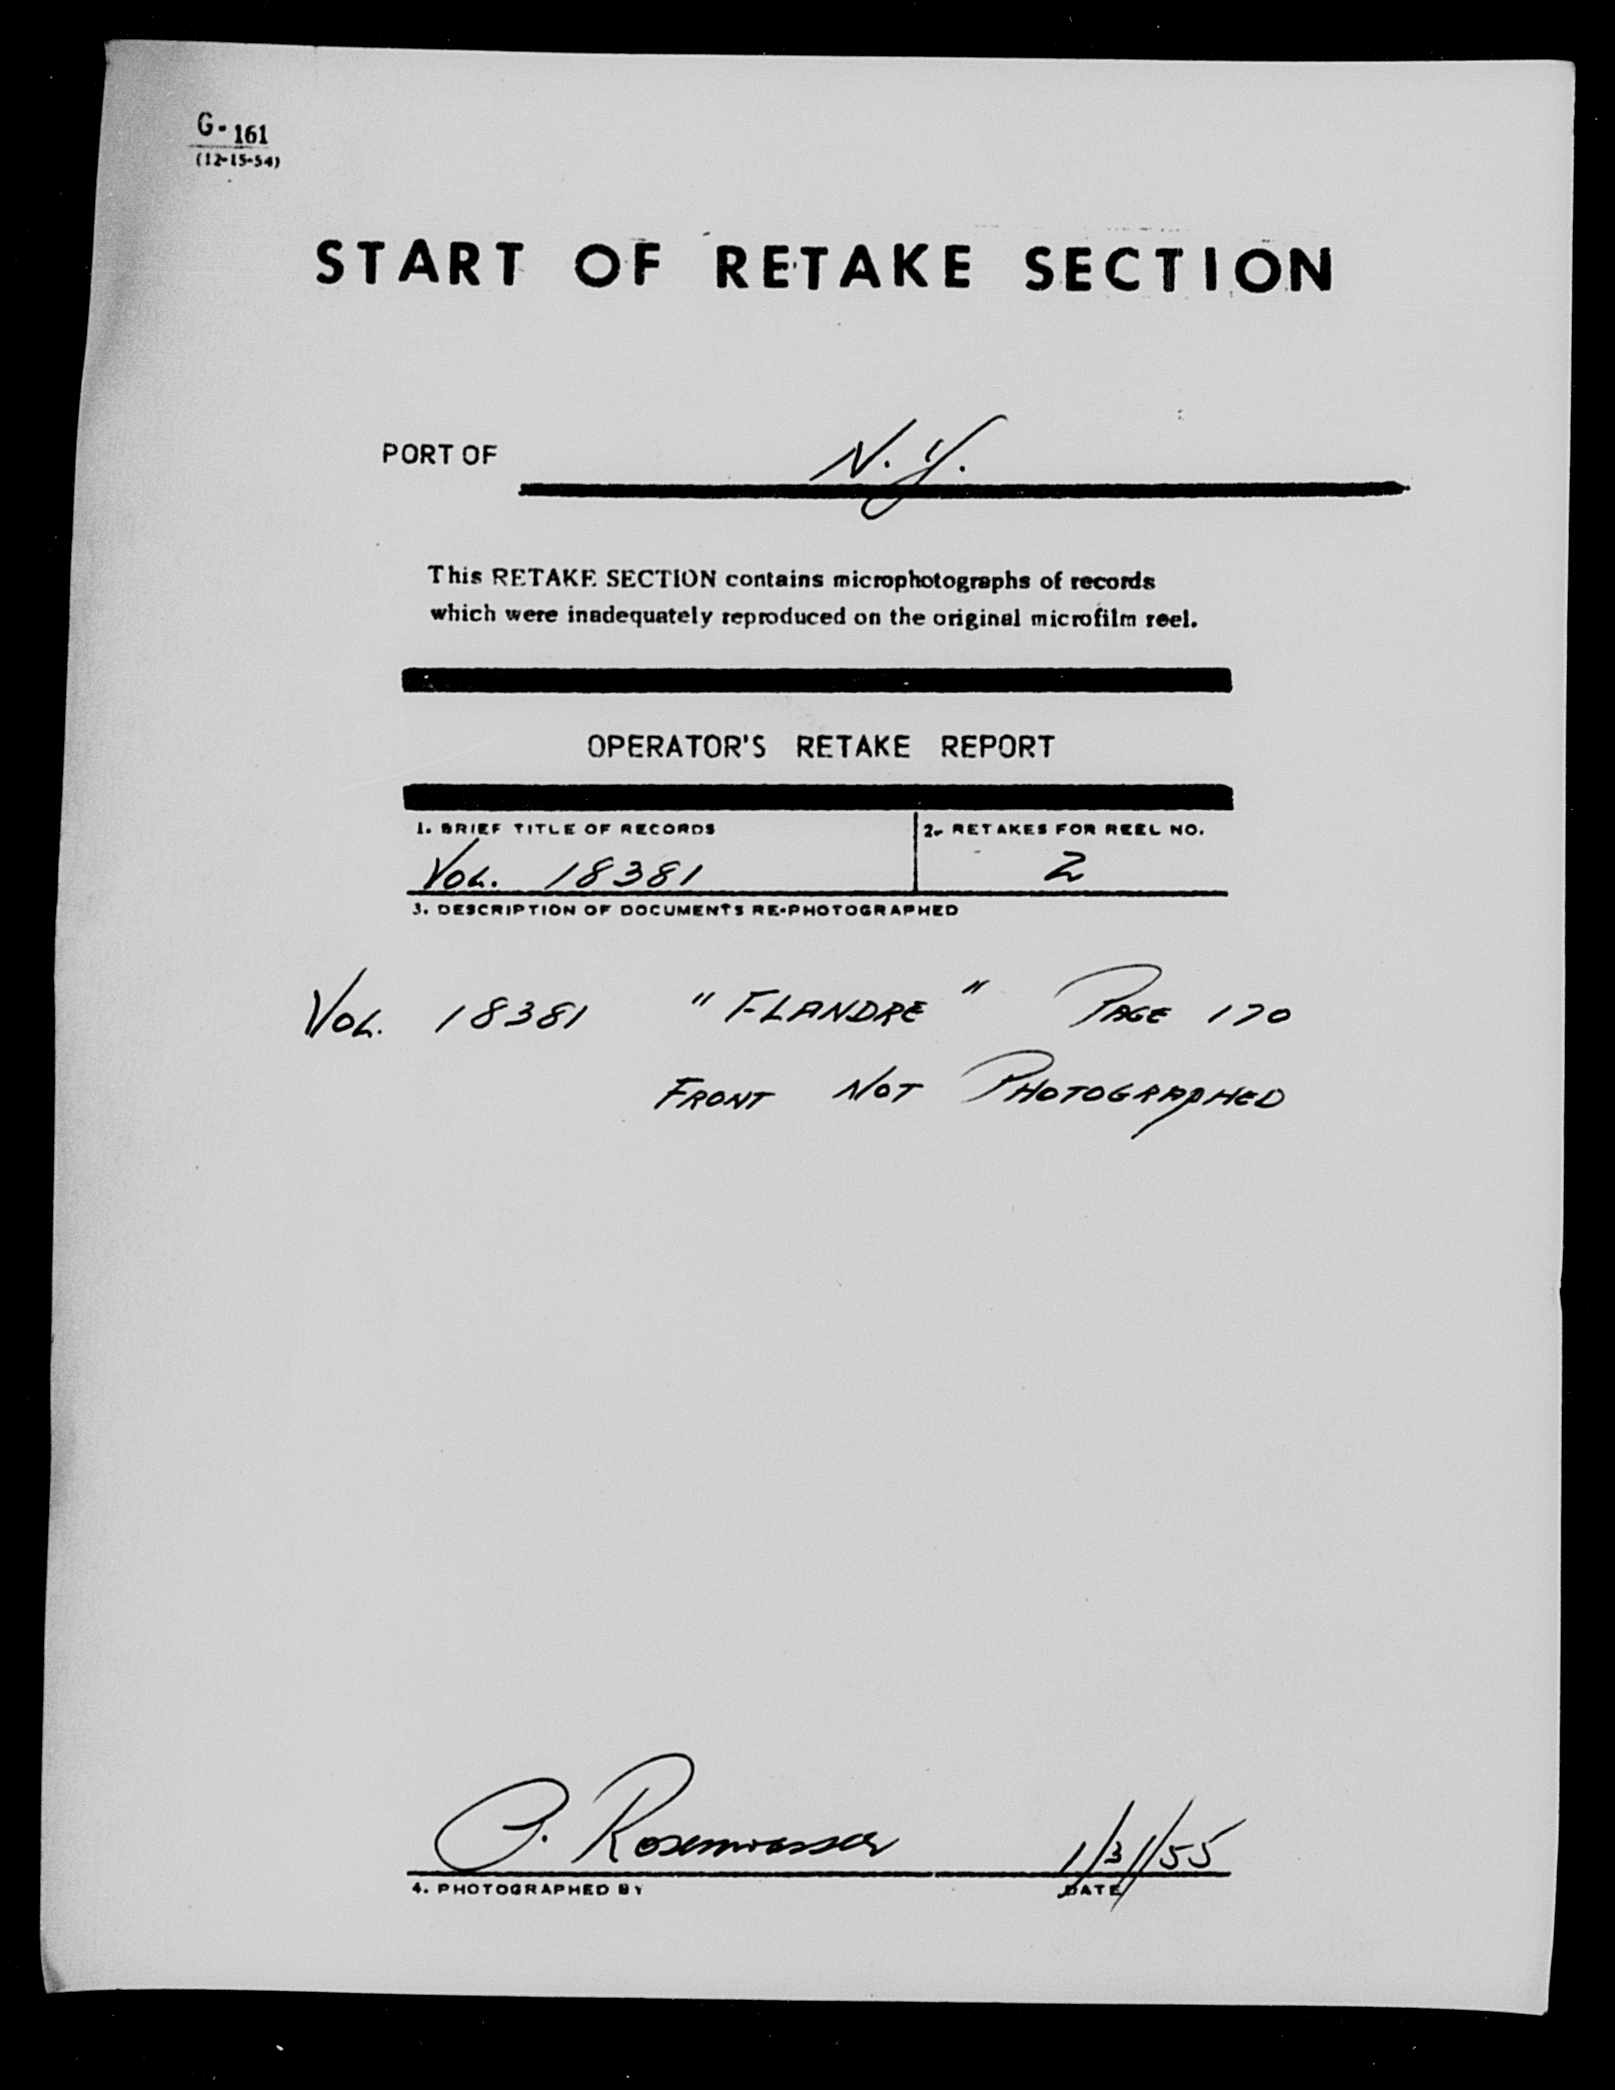 G-161
(12-15-54)
START OF RETAKE SECTION
PORT OF N.Y.
This RETAKE SECTION contains microphotographs of records
which were inadequately reproduced on the original microfilm reel.
OPERATOR'S RETAKE REPORT
1. BRIEF TITLE OF RECORDS
2. RETAKES FOR REEL NO.
VOL. 18381
2
3. DESCRIPTION OF DOCUMENTS RE-PHOTOGRAPHED
VOL. 18381 "FLANDRE" PAGE 170
FRONT NOT PHOTOGRAPHED
P. Rosenwasser 1/31/55
4. PHOTOGRAPHED BY DATE